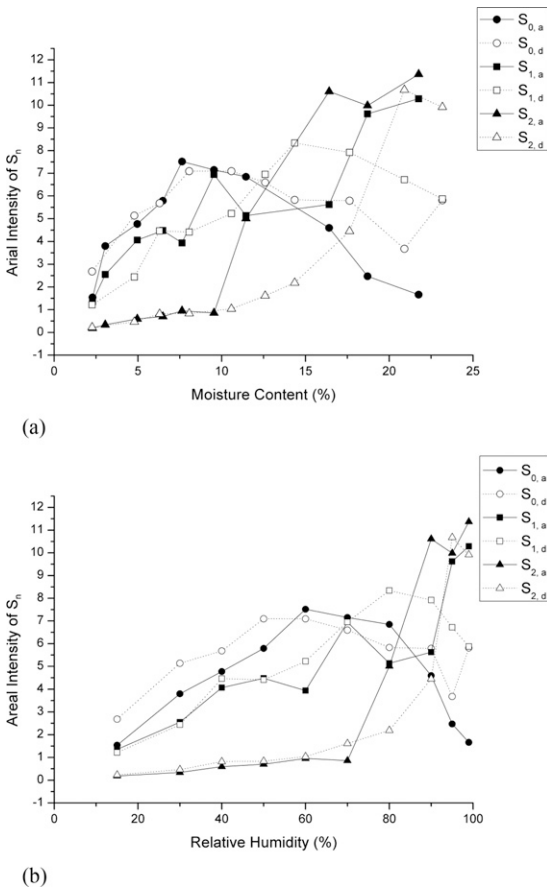 12
11
10
9
8
7
6
5
4
3
2
1
0
-1
Arial Intensity of Sn
0 5 10 15 20 25
Moisture Content (%)
S0, a
S0, d
S1, a
S1, d
S2, a
S2, d
(a)
12
11
10
9
8
7
6
5
4
3
2
1
0
-1
Areal Intensity of Sn
0 20 40 60 80 100
Relative Humidity (%)
S0, a
S0, d
S1, a
S1, d
S2, a
S2, d
(b)